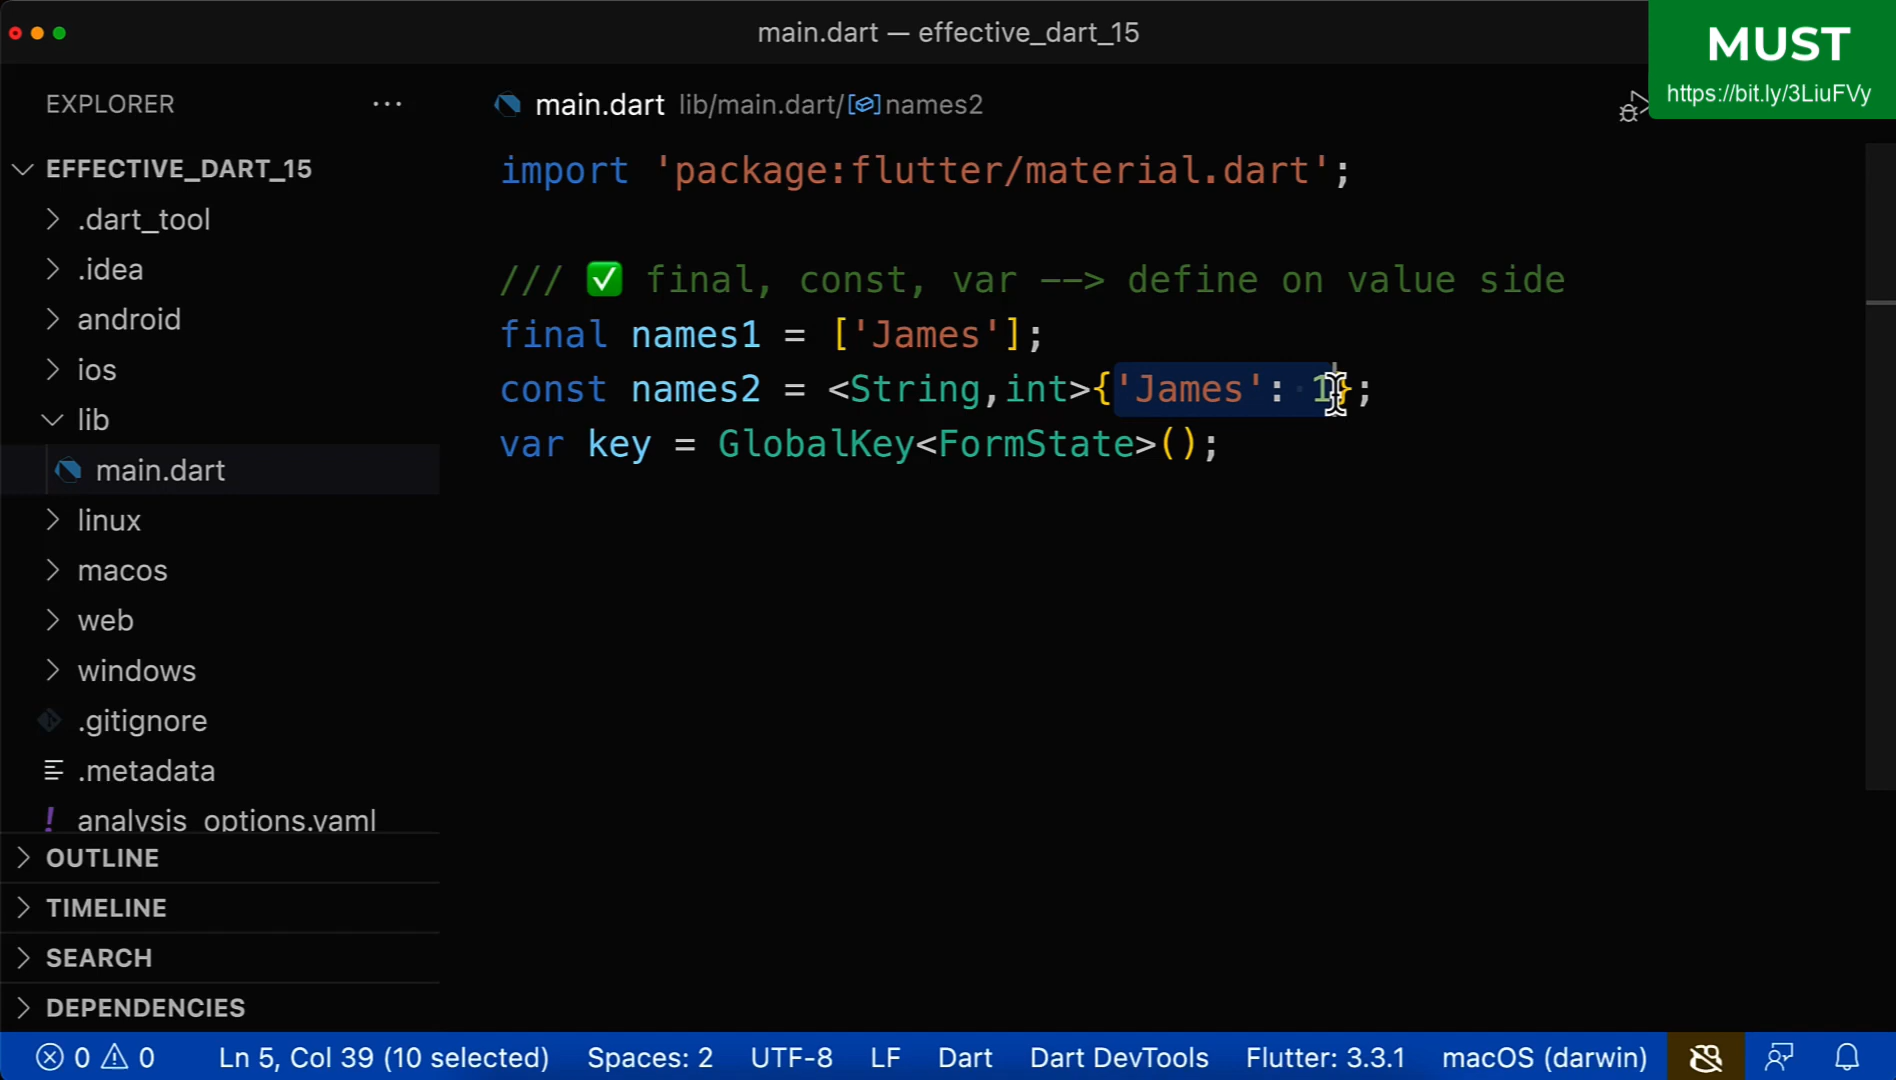 main.dart — effective_dart_15
MUST
https://bit.ly/3LiuFVy
EXPLORER ···
main.dart lib/main.dart/names2
EFFECTIVE_DART_15
.dart_tool
.idea
android
ios
lib
main.dart
linux
macos
web
windows
.gitignore
.metadata
analysis_options.yaml
OUTLINE
TIMELINE
SEARCH
DEPENDENCIES
import 'package:flutter/material.dart';
/// ✅ final, const, var --> define on value side
final names1 = ['James'];
const names2 = <String,int>{'James': 1};
var key = GlobalKey<FormState>();
0 0 Ln 5, Col 39 (10 selected) Spaces: 2 UTF-8 LF Dart Dart DevTools Flutter: 3.3.1 macOS (darwin)